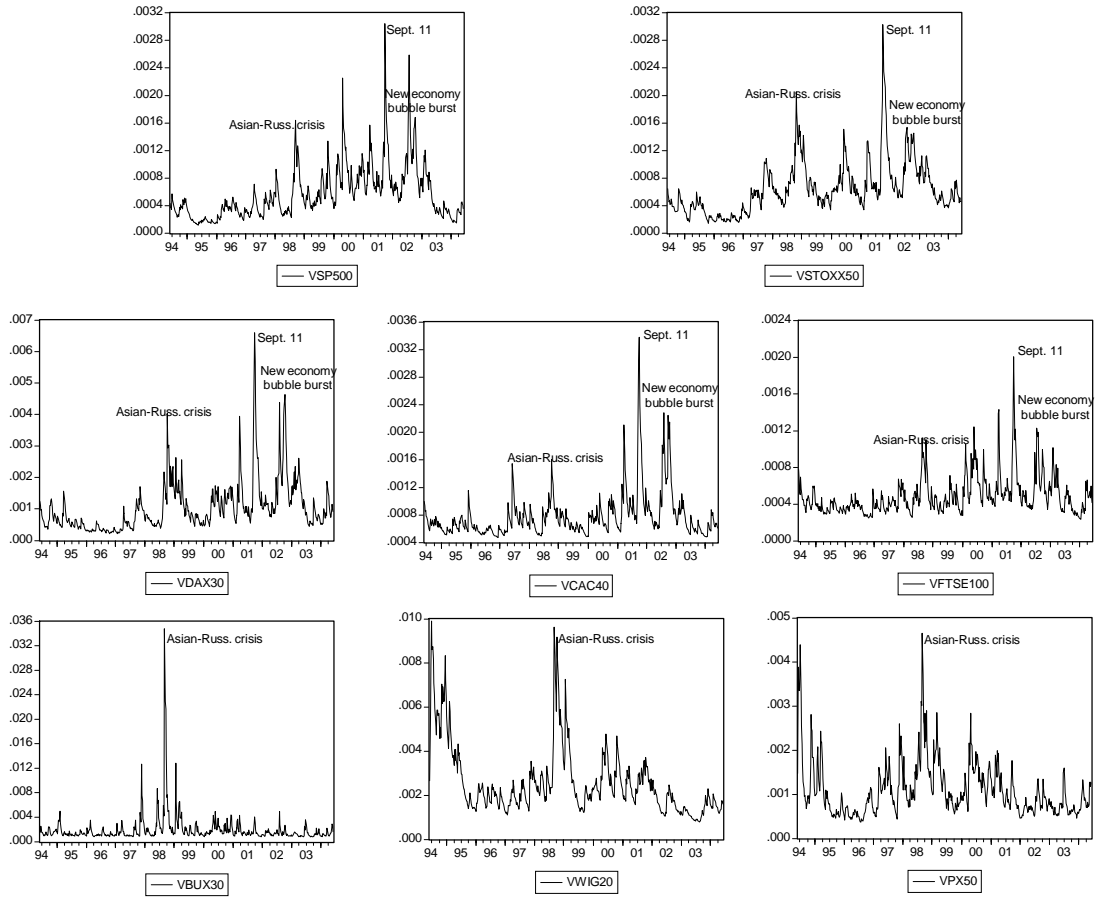 .0032
.0028
.0024
.0020
.0016
.0012
.0008
.0004
.0000
Sept. 11
New economy
bubble burst
Asian-Russ. crisis
94 95 96 97 98 99 00 01 02 03
VSP500
.0032
.0028
.0024
.0020
.0016
.0012
.0008
.0004
.0000
Sept. 11
Asian-Russ. crisis
New economy
bubble burst
94 95 96 97 98 99 00 01 02 03
VSTOXX50
.007
.006
.005
.004
.003
.002
.001
.000
Sept. 11
New economy
bubble burst
Asian-Russ. crisis
94 95 96 97 98 99 00 01 02 03
VDAX30
.0036
.0032
.0028
.0024
.0020
.0016
.0012
.0008
.0004
Sept. 11
New economy
bubble burst
Asian-Russ. crisis
94 95 96 97 98 99 00 01 02 03
VCAC40
.0024
.0020
.0016
.0012
.0008
.0004
.0000
Sept. 11
New economy
bubble burst
Asian-Russ. crisis
94 95 96 97 98 99 00 01 02 03
VFTSE100
.036
.032
.028
.024
.020
.016
.012
.008
.004
.000
Asian-Russ. crisis
94 95 96 97 98 99 00 01 02 03
VBUX30
.010
.008
.006
.004
.002
.000
Asian-Russ. crisis
94 95 96 97 98 99 00 01 02 03
VWIG20
.005
.004
.003
.002
.001
.000
Asian-Russ. crisis
94 95 96 97 98 99 00 01 02 03
VPX50